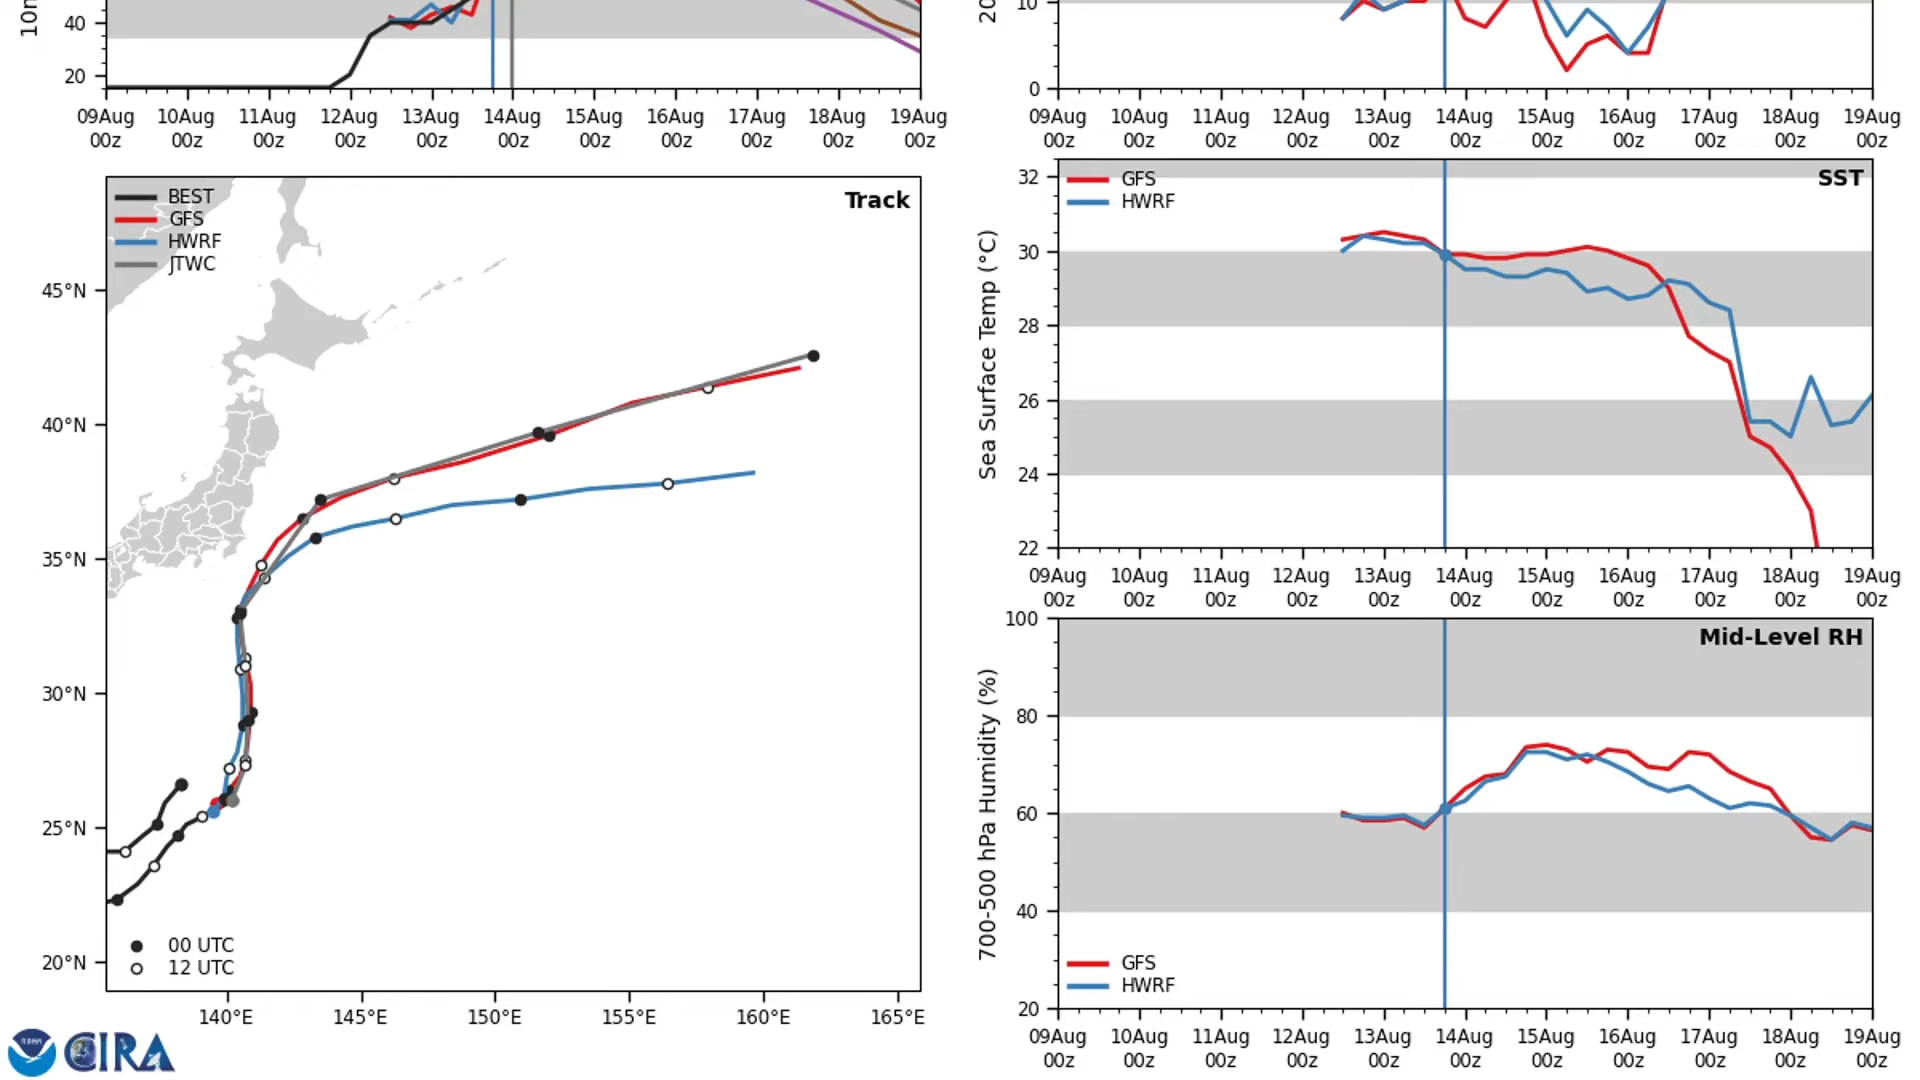 10m
40
20
09Aug 10Aug 11Aug 12Aug 13Aug 14Aug 15Aug 16Aug 17Aug 18Aug 19Aug
00z 00z 00z 00z 00z 00z 00z 00z 00z 00z 00z
20
10
0
09Aug 10Aug 11Aug 12Aug 13Aug 14Aug 15Aug 16Aug 17Aug 18Aug 19Aug
00z 00z 00z 00z 00z 00z 00z 00z 00z 00z 00z
Track
BEST
GFS
HWRF
JTWC
45°N
40°N
35°N
30°N
25°N
20°N
00 UTC
12 UTC
140°E 145°E 150°E 155°E 160°E 165°E
SST
GFS
HWRF
Sea Surface Temp (°C)
32
30
28
26
24
22
09Aug 10Aug 11Aug 12Aug 13Aug 14Aug 15Aug 16Aug 17Aug 18Aug 19Aug
00z 00z 00z 00z 00z 00z 00z 00z 00z 00z 00z
Mid-Level RH
700-500 hPa Humidity (%)
100
80
60
40
20
GFS
HWRF
09Aug 10Aug 11Aug 12Aug 13Aug 14Aug 15Aug 16Aug 17Aug 18Aug 19Aug
00z 00z 00z 00z 00z 00z 00z 00z 00z 00z 00z
NOAA
CIRA